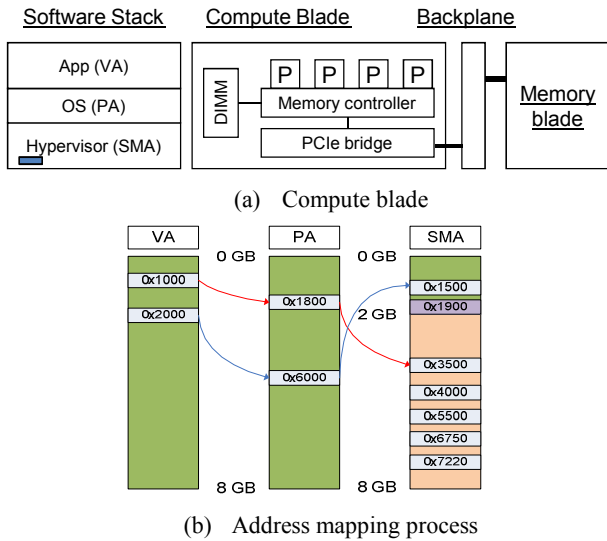 Software Stack Compute Blade Backplane
App (VA)
OS (PA)
Hypervisor (SMA)
DIMM
P P P P
Memory controller
PCIe bridge
Memory
blade
(a) Compute blade
VA 0 GB PA 0 GB SMA
0x1000
0x2000
0x1800
0x6000
0x1500
2 GB 0x1900
0x3500
0x4000
0x5500
0x6750
0x7220
8 GB 8 GB
(b) Address mapping process